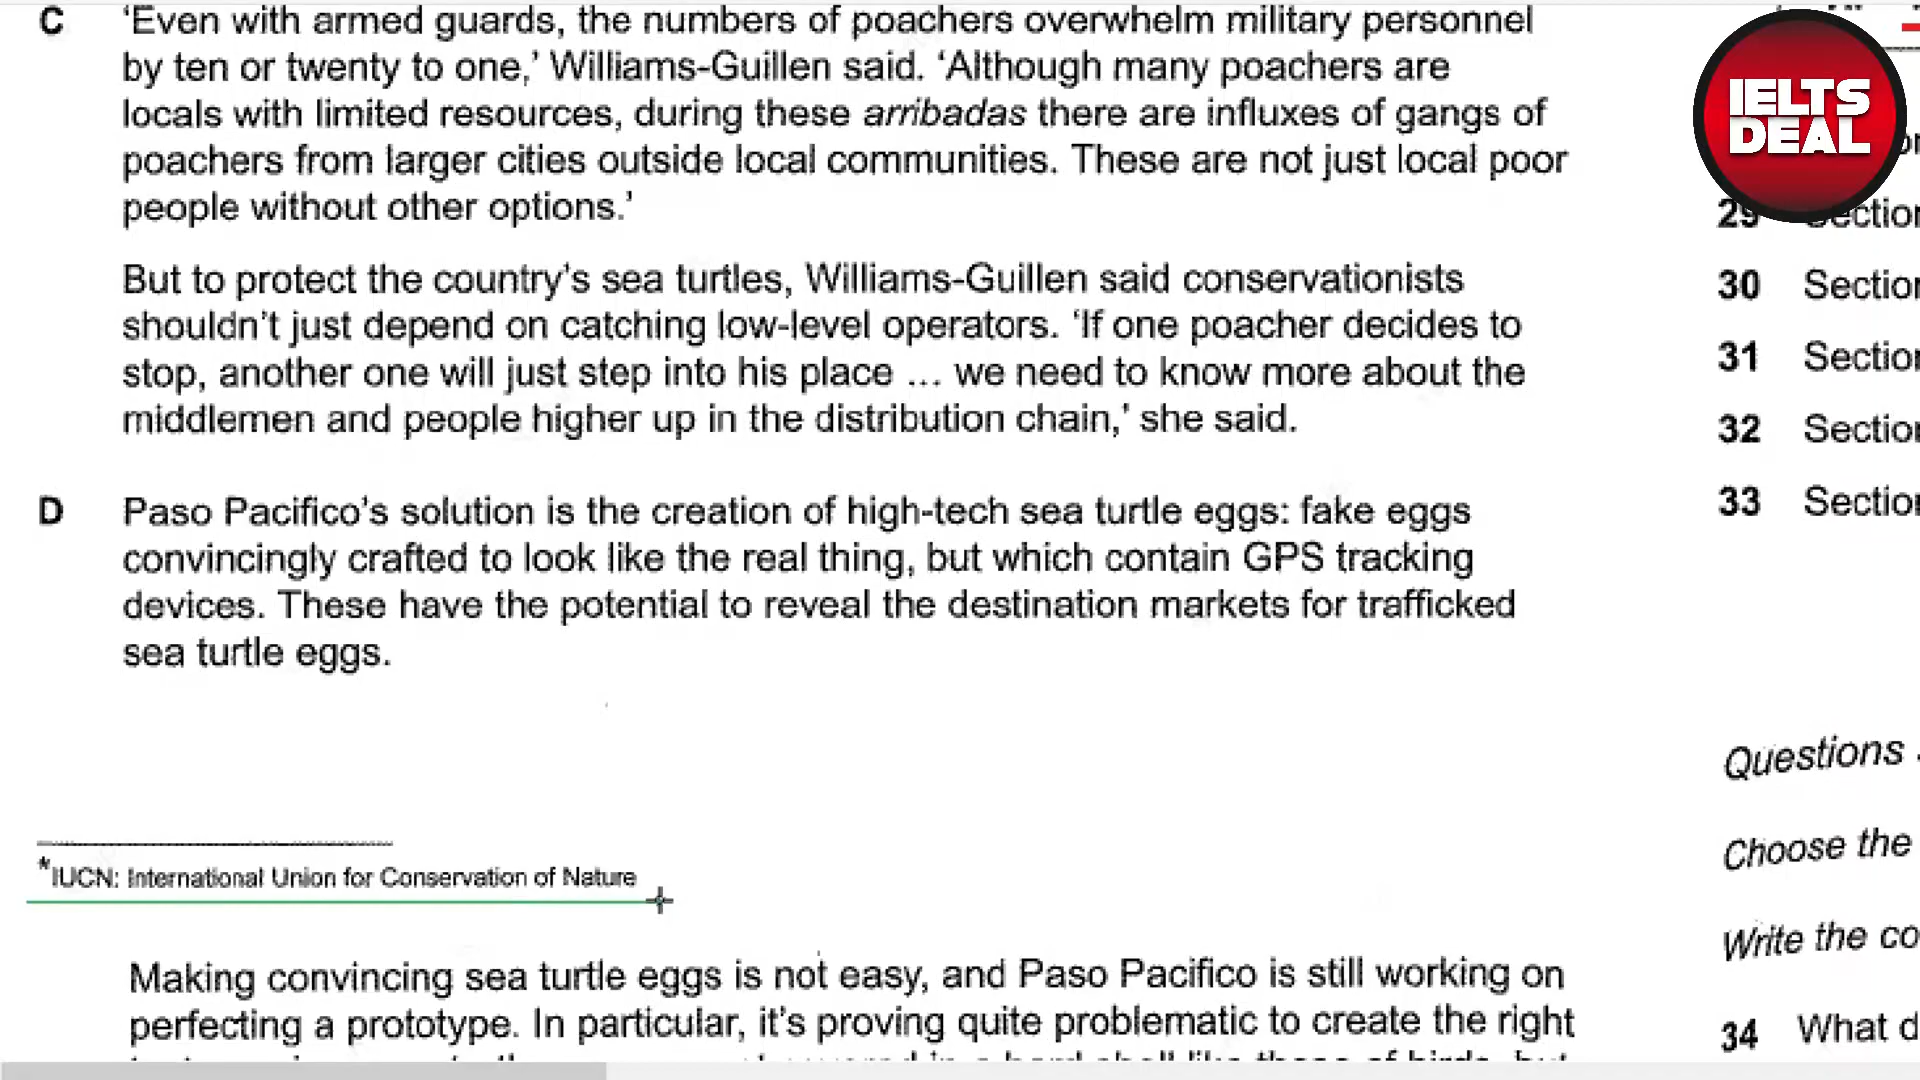 C 'Even with armed guards, the numbers of poachers overwhelm military personnel
by ten or twenty to one,' Williams-Guillen said. 'Although many poachers are
locals with limited resources, during these arribadas there are influxes of gangs of
poachers from larger cities outside local communities. These are not just local poor
people without other options.'
But to protect the country's sea turtles, Williams-Guillen said conservationists
shouldn't just depend on catching low-level operators. 'If one poacher decides to
stop, another one will just step into his place ... we need to know more about the
middlemen and people higher up in the distribution chain,' she said.
D Paso Pacifico's solution is the creation of high-tech sea turtle eggs: fake eggs
convincingly crafted to look like the real thing, but which contain GPS tracking
devices. These have the potential to reveal the destination markets for trafficked
sea turtle eggs.
*IUCN: International Union for Conservation of Nature
Making convincing sea turtle eggs is not easy, and Paso Pacifico is still working on
perfecting a prototype. In particular, it's proving quite problematic to create the right
IELTS
DEAL
29
30
31
32
33
Questions
Choose the
Write the
34 What